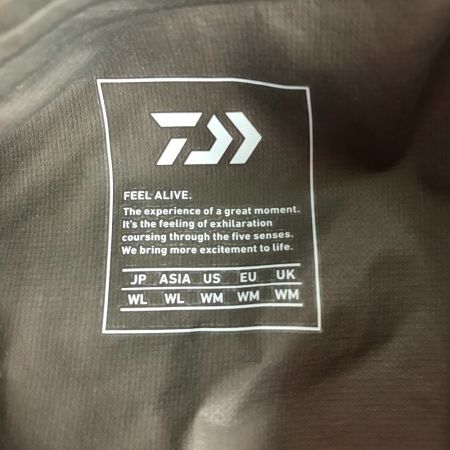 FEEL ALIVE.
The experience of a great moment.
It's the feeling of exhilaration
coursing through the five senses.
We bring more excitement to life.
JP ASIA US EU UK
WL WL WM WM WM